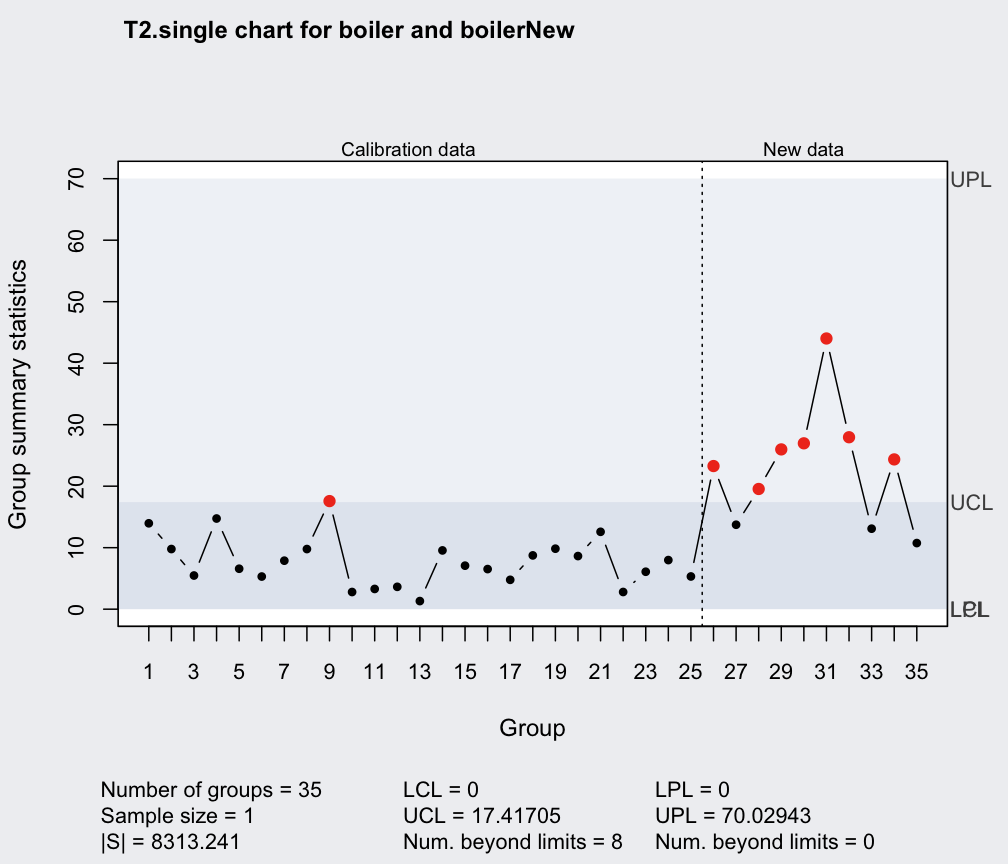 T2.single chart for boiler and boilerNew
Calibration data New data
Group summary statistics
70
60
50
40
30
20
10
0
UPL
UCL
LPL
LCL
1 3 5 7 9 11 13 15 17 19 21 23 25 27 29 31 33 35
Group
Number of groups = 35 LCL = 0 LPL = 0
Sample size = 1 UCL = 17.41705 UPL = 70.02943
|S| = 8313.241 Num. beyond limits = 8 Num. beyond limits = 0